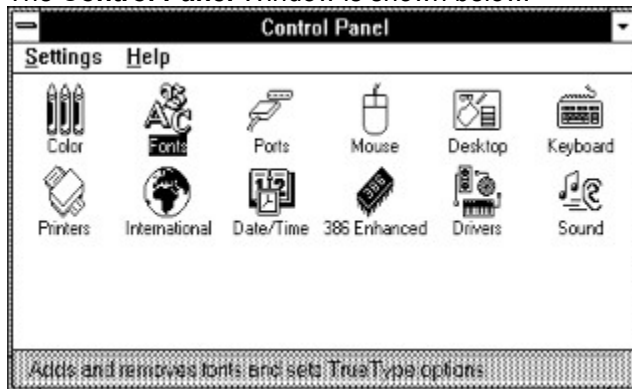 The Control Panel window is shown below.
Control Panel
Settings Help
Color Fonts Ports Mouse Desktop Keyboard
Printers International Date/Time 386 Enhanced Drivers Sound
386
Adds and removes fonts and sets TrueType options